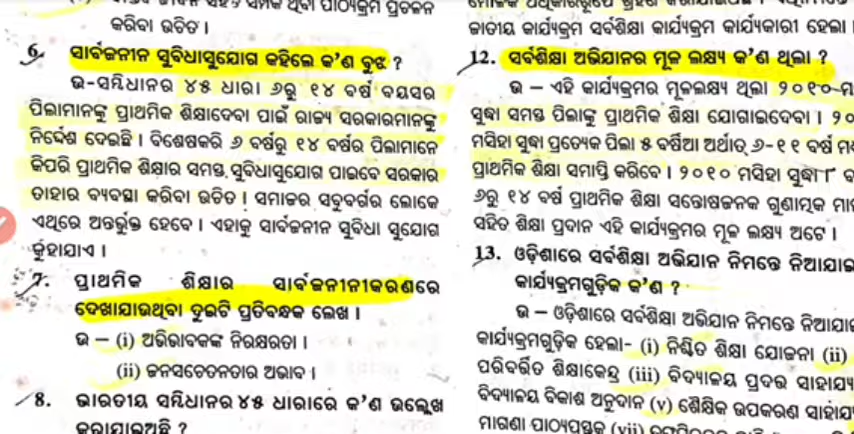 କରିବା ଉଚିତ ।
6. ସାର୍ବଜନୀନ ସୁବିଧାସୁଯୋଗ କହିଲେ କ'ଣ ବୁଝ ?
ଉ-ସମ୍ବିଧାନର ୪୫ ଧାରା ୬ରୁ ୧୪ ବର୍ଷ ବୟସର
ପିଲାମାନଙ୍କୁ ପ୍ରାଥମିକ ଶିକ୍ଷାଦେବା ପାଇଁ ରାଜ୍ୟ ସରକାରମାନଙ୍କୁ
ନିର୍ଦ୍ଦେଶ ଦେଇଛି । ବିଶେଷକରି ୬ ବର୍ଷରୁ ୧୪ ବର୍ଷର ପିଲାମାନେ
କିପରି ପ୍ରାଥମିକ ଶିକ୍ଷାର ସମସ୍ତ ସୁବିଧାସୁଯୋଗ ପାଇବେ ସରକାର
ତାହାର ବ୍ୟବସ୍ଥା କରିବା ଉଚିତ । ସମାଜର ସବୁବର୍ଗର ଲୋକେ
ଏଥିରେ ଅନ୍ତର୍ଭୁକ୍ତ ହେବେ । ଏହାକୁ ସାର୍ବଜନୀନ ସୁବିଧା ସୁଯୋଗ
କୁହାଯାଏ ।
7. ପ୍ରାଥମିକ ଶିକ୍ଷାର ସାର୍ବଜନୀନୀକରଣରେ
ଦେଖାଯାଉଥିବା ଦୁଇଟି ପ୍ରତିବନ୍ଧକ ଲେଖ ।
ଉ – (i) ଅଭିଭାବକଙ୍କ ନିରକ୍ଷରତା ।
(ii) ଜନସଚେତନତାର ଅଭାବ ।
8. ଭାରତୀୟ ସମ୍ବିଧାନର ୪୫ ଧାରାରେ କ'ଣ ଉଲ୍ଲେଖ
କରାଯାଇଅଛି ?
ଜାତୀୟ କାର୍ଯ୍ୟକ୍ରମ ସର୍ବଶିକ୍ଷା କାର୍ଯ୍ୟକ୍ରମ କାର୍ଯ୍ୟକାରୀ ହେଲା ।
12. ସର୍ବଶିକ୍ଷା ଅଭିଯାନର ମୂଳ ଲକ୍ଷ୍ୟ କ'ଣ ଥିଲା ?
ଉ – ଏହି କାର୍ଯ୍ୟକ୍ରମର ମୂଳଲକ୍ଷ୍ୟ ଥିଲା ୨୦୧୦
ସୁଦ୍ଧା ସମସ୍ତ ପିଲାଙ୍କୁ ପ୍ରାଥମିକ ଶିକ୍ଷା ଯୋଗାଇଦେବା ।
ମସିହା ସୁଦ୍ଧା ପ୍ରତ୍ୟେକ ପିଲା ୫ ବର୍ଷିଆ ଅର୍ଥାତ୍ ୬-୧୧ ବର୍ଷ
ପ୍ରାଥମିକ ଶିକ୍ଷା ସମାପ୍ତି କରିବେ । ୨୦୧୦ ମସିହା ସୁଦ୍ଧା
୬ରୁ ୧୪ ବର୍ଷ ପ୍ରାଥମିକ ଶିକ୍ଷା ସନ୍ତୋଷଜନକ ଗୁଣାତ୍ମକ
ସହିତ ଶିକ୍ଷା ପ୍ରଦାନ ଏହି କାର୍ଯ୍ୟକ୍ରମର ମୂଳ ଲକ୍ଷ୍ୟ ଅଟେ ।
13. ଓଡ଼ିଶାରେ ସର୍ବଶିକ୍ଷା ଅଭିଯାନ ନିମନ୍ତେ
କାର୍ଯ୍ୟକ୍ରମଗୁଡ଼ିକ କ'ଣ ?
ଉ – ଓଡ଼ିଶାରେ ସର୍ବଶିକ୍ଷା ଅଭିଯାନ ନିମନ୍ତେ
କାର୍ଯ୍ୟକ୍ରମଗୁଡ଼ିକ ହେଲା- (i) ନିଶ୍ଚିତ ଶିକ୍ଷା ଯୋଜନା (ii)
ପରିବର୍ତ୍ତିତ ଶିକ୍ଷାକେନ୍ଦ୍ର (iii) ବିଦ୍ୟାଳୟ ପ୍ରଦତ୍ତ ସାହାଯ୍ୟ
ବିଦ୍ୟାଳୟ ବିକାଶ ଅନୁଦାନ (v) ଶୈକ୍ଷିକ ଉପକରଣ ସାହାଯ୍ୟ
ମାଗଣା ପାଠ୍ୟପୁସ୍ତକ (vii)